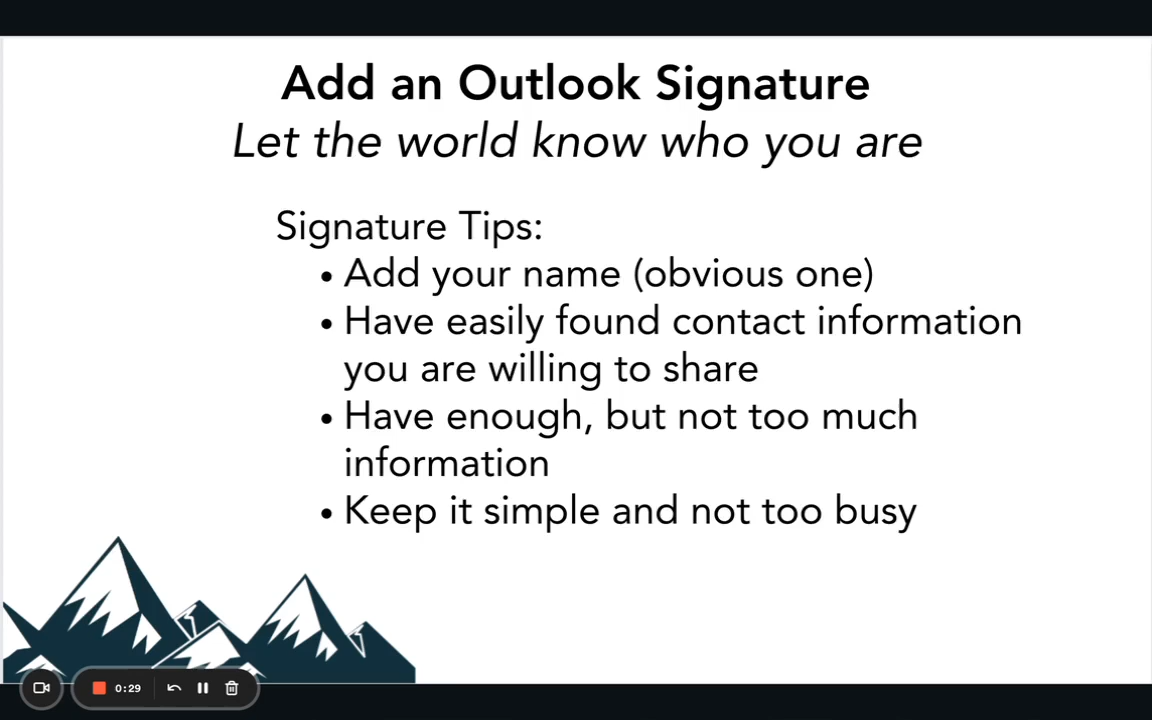 Add an Outlook Signature
Let the world know who you are
Signature Tips:
• Add your name (obvious one)
• Have easily found contact information
you are willing to share
• Have enough, but not too much
information
• Keep it simple and not too busy
0:29